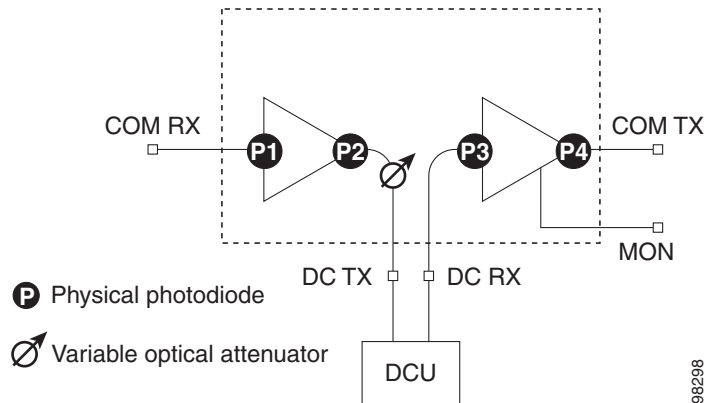 COM RX
P1
P2
P3
P4
COM TX
MON
DC TX
DC RX
P Physical photodiode
Variable optical attenuator
DCU
98298